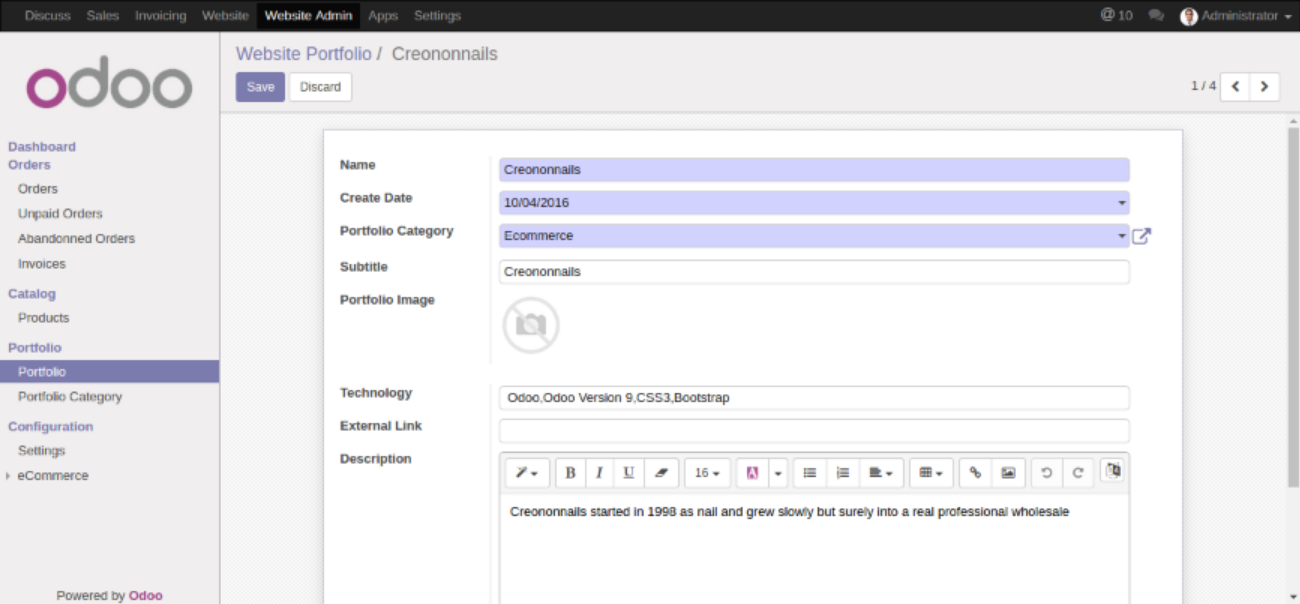 Discuss Sales Invoicing Website Website Admin Apps Settings @ 10 Administrator
odoo
Website Portfolio / Creononnails
Save Discard 1 / 4
Dashboard
Orders
Orders
Unpaid Orders
Abandonned Orders
Invoices
Catalog
Products
Portfolio
Portfolio
Portfolio Category
Configuration
Settings
eCommerce
Powered by Odoo
Name Creononnails
Create Date 10/04/2016
Portfolio Category Ecommerce
Subtitle Creononnails
Portfolio Image
Technology Odoo,Odoo Version 9,CSS3,Bootstrap
External Link
Description
B I U 16 A
Creononnails started in 1998 as nail and grew slowly but surely into a real professional wholesale